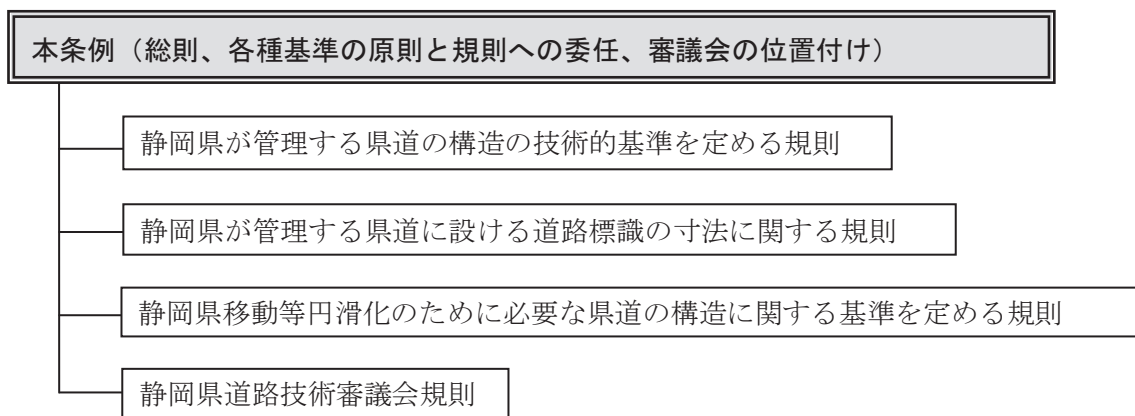 本条例（総則、各種基準の原則と規則への委任、審議会の位置付け）
静岡県が管理する県道の構造の技術的基準を定める規則
静岡県が管理する県道に設ける道路標識の寸法に関する規則
静岡県移動等円滑化のために必要な県道の構造に関する基準を定める規則
静岡県道路技術審議会規則